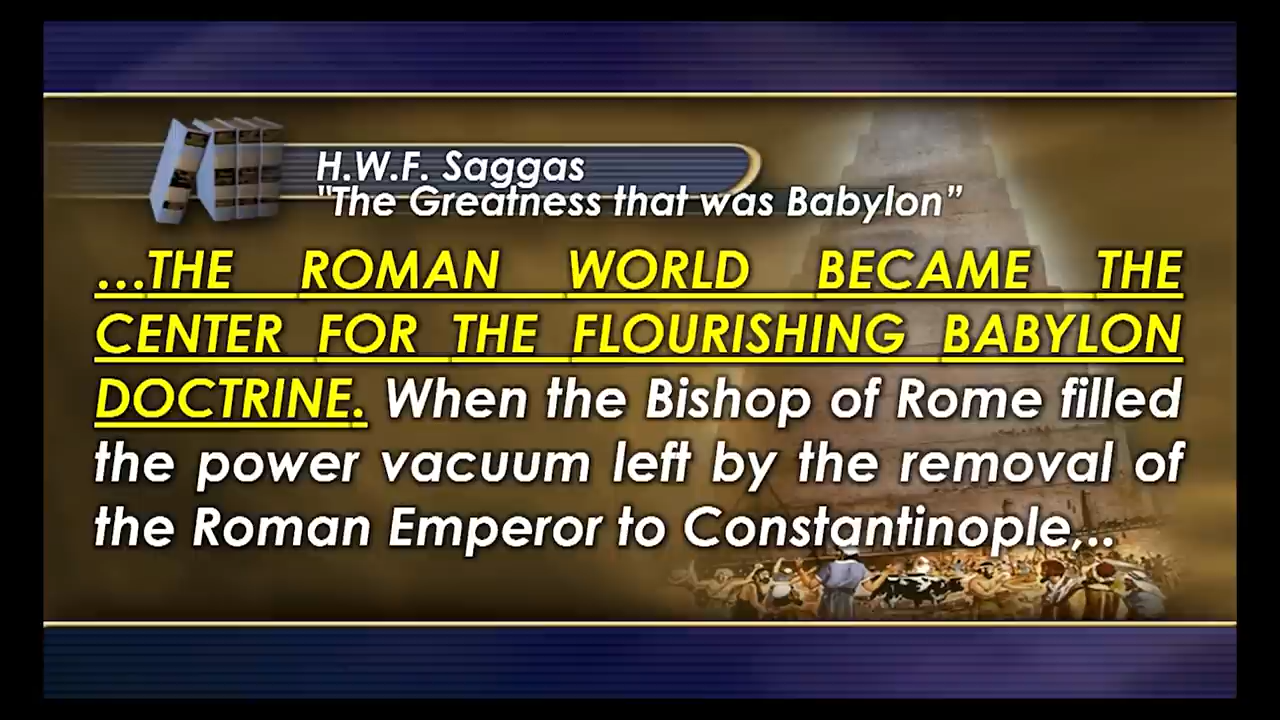 H.W.F. Saggas
"The Greatness that was Babylon”
...THE ROMAN WORLD BECAME THE
CENTER FOR THE FLOURISHING BABYLON
DOCTRINE. When the Bishop of Rome filled
the power vacuum left by the removal of
the Roman Emperor to Constantinople,..